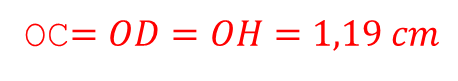 OC= OD = OH = 1,19 cm